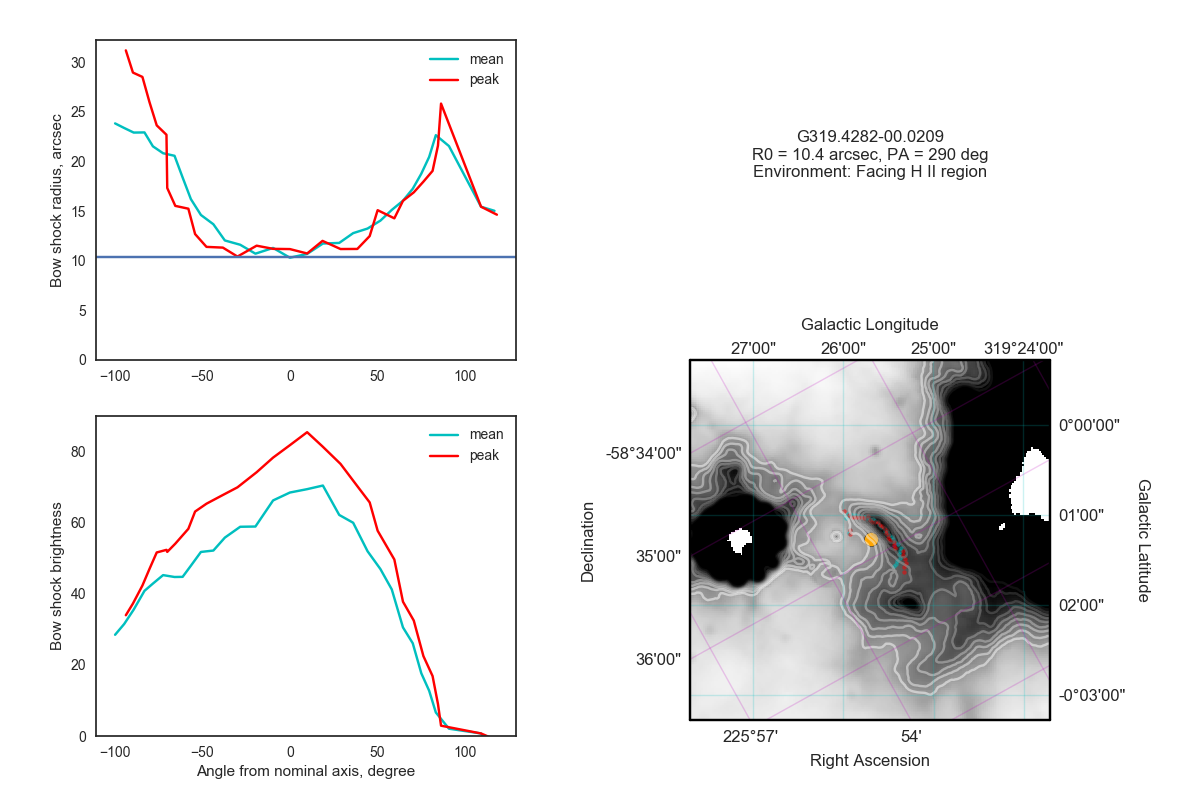 Bow shock radius, arcsec
30
25
20
15
10
5
0
−100
−50
0
50
100
mean
peak
Bow shock brightness
80
60
40
20
0
−100
−50
0
50
100
Angle from nominal axis, degree
mean
peak
G319.4282-00.0209
R0 = 10.4 arcsec, PA = 290 deg
Environment: Facing H II region
Galactic Longitude
27'00"
26'00"
25'00"
319°24'00"
-58°34'00"
35'00"
36'00"
Declination
0°00'00"
01'00"
02'00"
-0°03'00"
Galactic Latitude
225°57'
54'
Right Ascension